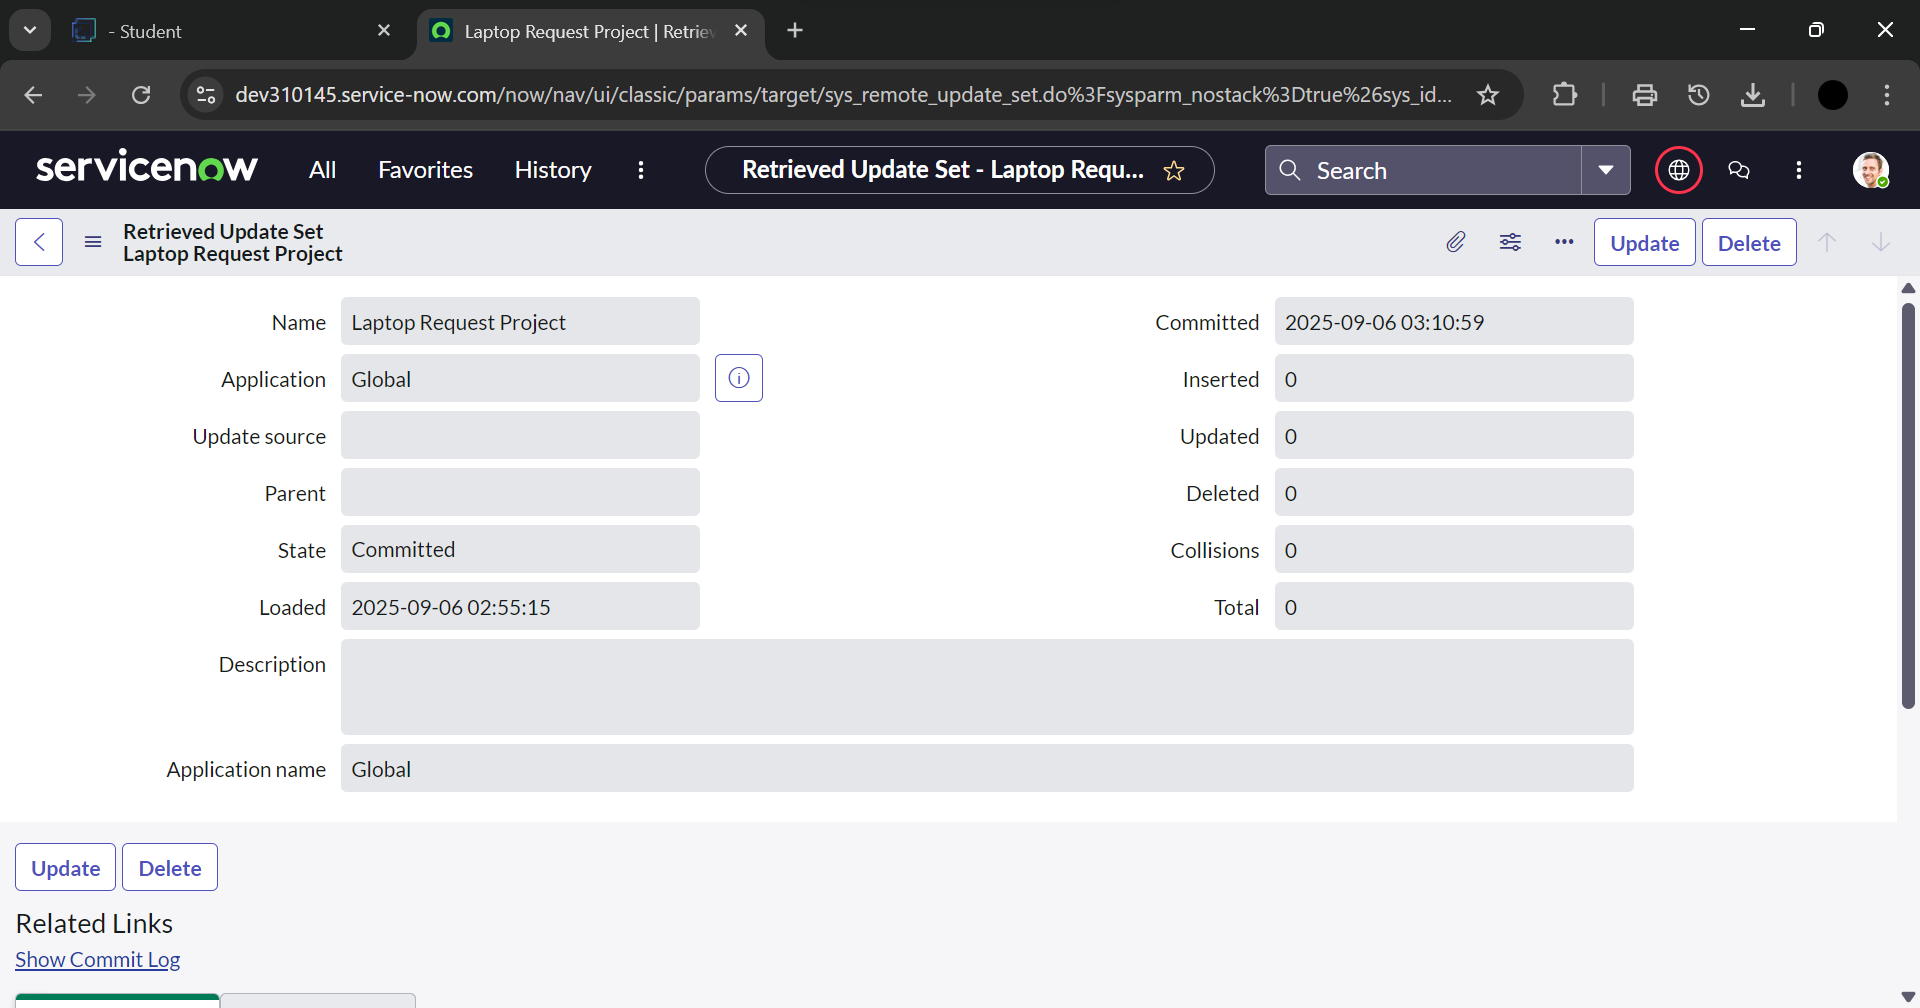 - Student
Laptop Request Project | Retrie
dev310145.service-now.com/now/nav/ui/classic/params/target/sys_remote_update_set.do%3Fsysparm_nostack%3Dtrue%26sys_id...
servicenow
All
Favorites
History
Retrieved Update Set - Laptop Requ...
Search
Retrieved Update Set
Laptop Request Project
Update
Delete
Name
Laptop Request Project
Committed
2025-09-06 03:10:59
Application
Global
Inserted
0
Update source
Updated
0
Parent
Deleted
0
State
Committed
Collisions
0
Loaded
2025-09-06 02:55:15
Total
0
Description
Application name
Global
Update
Delete
Related Links
Show Commit Log